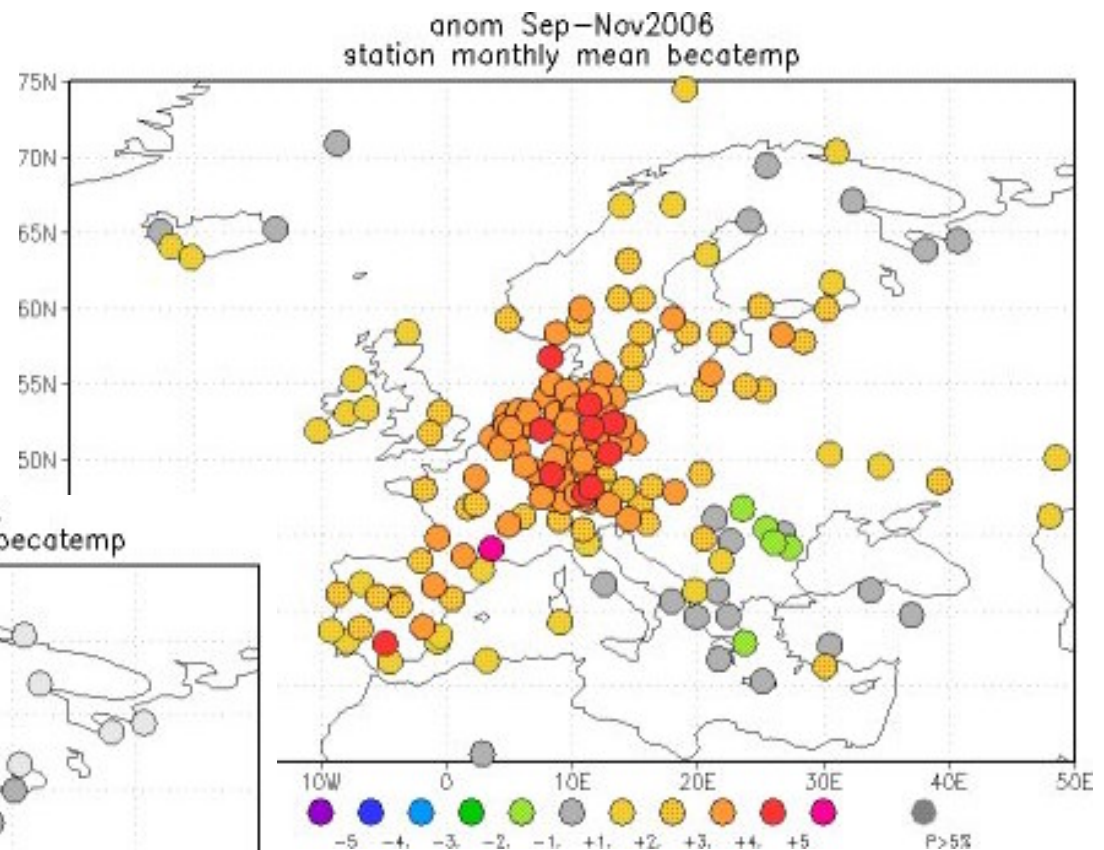 anom Sep-Nov2006
station monthly mean becatemp
75N
70N
65N
60N
55N
50N
becatemp
10W 0 10E 20E 30E 40E 50E
-5 -4. -3. -2. -1. +1. +2. +3. +4. +5 P>5%